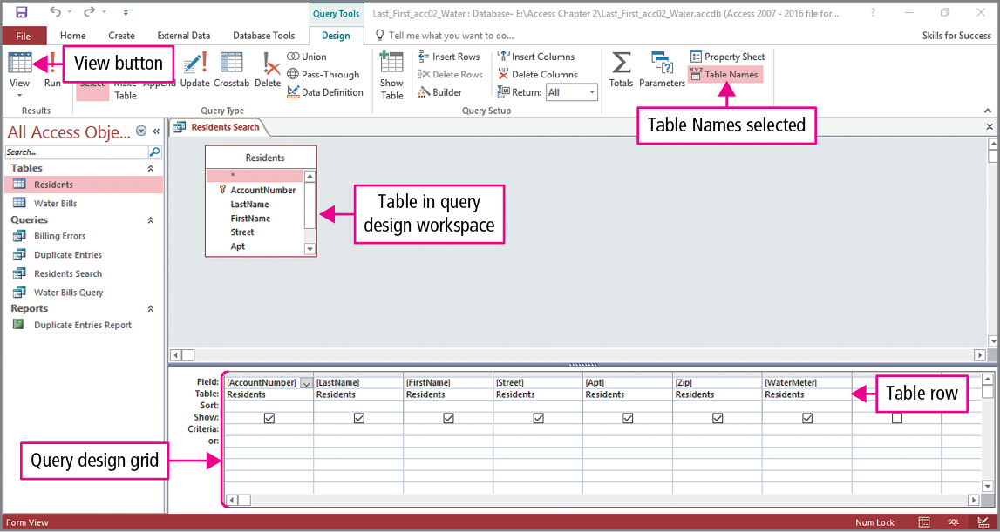 Query Tools
Last_First_acc02_Water : Database- E:\Access Chapter 2\Last_First_acc02_Water.accdb (Access 2007 - 2016 file for...
?
File Home Create External Data Database Tools Design Tell me what you want to do... Skills for Success
View button
View Run Select Make Table Append Update Crosstab Delete
Union
Pass-Through
Data Definition
Show Table
Insert Rows
Delete Rows
Builder
Insert Columns
Delete Columns
Return: All
Totals Parameters
Property Sheet
XYZ Table Names
Results Query Type Query Setup
Table Names selected
All Access Obje... «
Search...
Tables
Residents
Water Bills
Queries
Billing Errors
Duplicate Entries
Residents Search
Water Bills Query
Reports
Duplicate Entries Report
Residents Search
Residents
*
AccountNumber
LastName
FirstName
Street
Apt
Table in query
design workspace
Field: [AccountNumber] [LastName] [FirstName] [Street] [Apt] [Zip] [WaterMeter]
Table: Residents Residents Residents Residents Residents Residents Residents
Sort:
Show:
Criteria:
or:
Table row
Query design grid
Form View Num Lock SQL